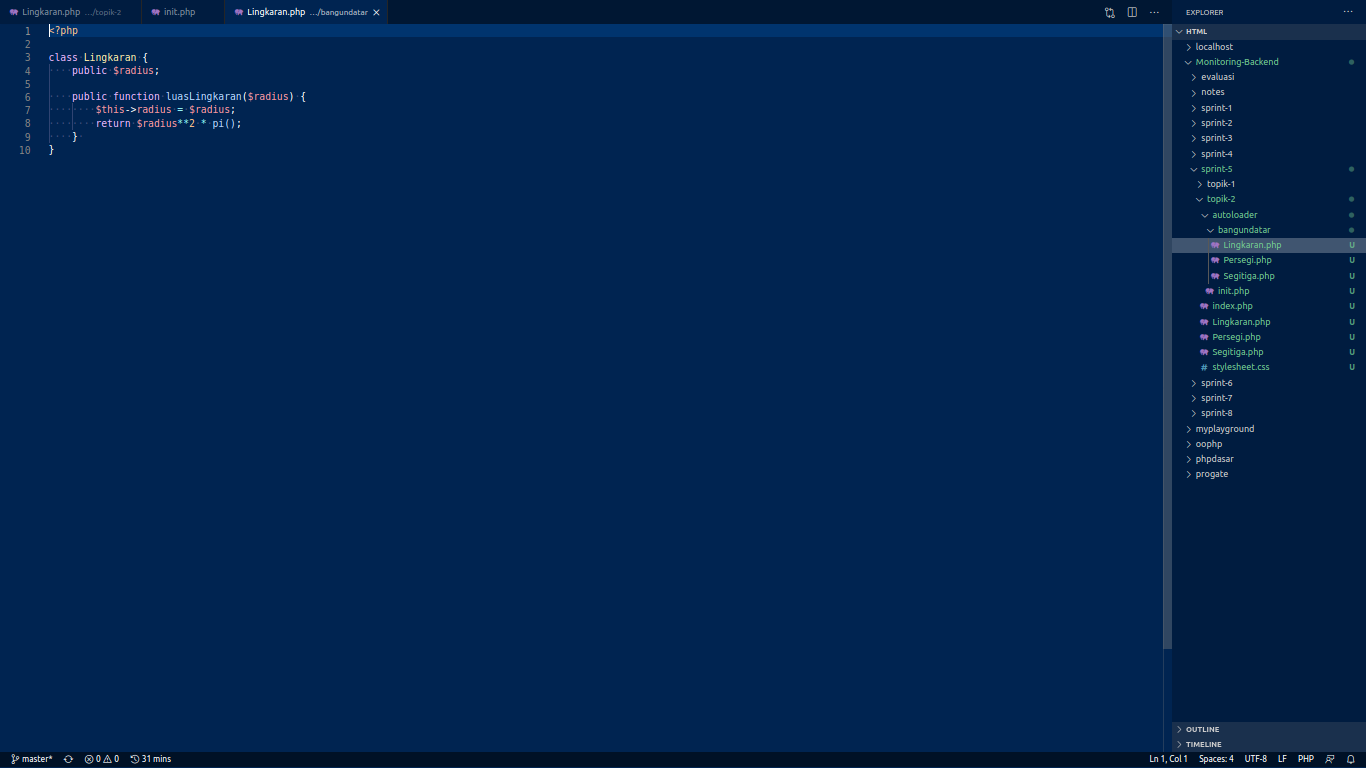 Lingkaran.php .../topik-2
init.php
Lingkaran.php .../bangundatar
1 <?php
2
3 class Lingkaran {
4 public $radius;
5
6 public function luasLingkaran($radius) {
7 $this->radius = $radius;
8 return $radius**2 * pi();
9 }
10 }
EXPLORER
HTML
localhost
Monitoring-Backend
evaluasi
notes
sprint-1
sprint-2
sprint-3
sprint-4
sprint-5
topik-1
topik-2
autoloader
bangundatar
Lingkaran.php U
Persegi.php U
Segitiga.php U
init.php U
index.php U
Lingkaran.php U
Persegi.php U
Segitiga.php U
# stylesheet.css U
sprint-6
sprint-7
sprint-8
myplayground
oophp
phpdasar
progate
OUTLINE
TIMELINE
master* 0 0 31 mins
Ln 1, Col 1 Spaces: 4 UTF-8 LF PHP